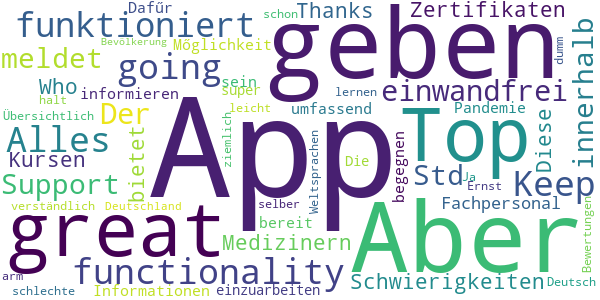 Dafűr
schon
Thanks
Zertifikaten
funktioniert
Bevölkerung
geben
dumm
meldet
Möglichkeit
going
Who
informieren
sein
super
lernen
einwandfrei
innerhalb
halt
leicht
umfassend
Pandemie
Übersichtlich
Der
App
Top
Alles
bietet
ziemlich
Weltsprachen
begegnen
Diese
Kursen
Die
Std
Keep
Support
Ja
Ernst
verständlich
Deutschland
selber
Fachpersonal
great
bereit
Aber
Bewertungen
Medizinern
functionality
Schwierigkeiten
arm
Deutsch
schlechte
Informationen
einzuarbeiten